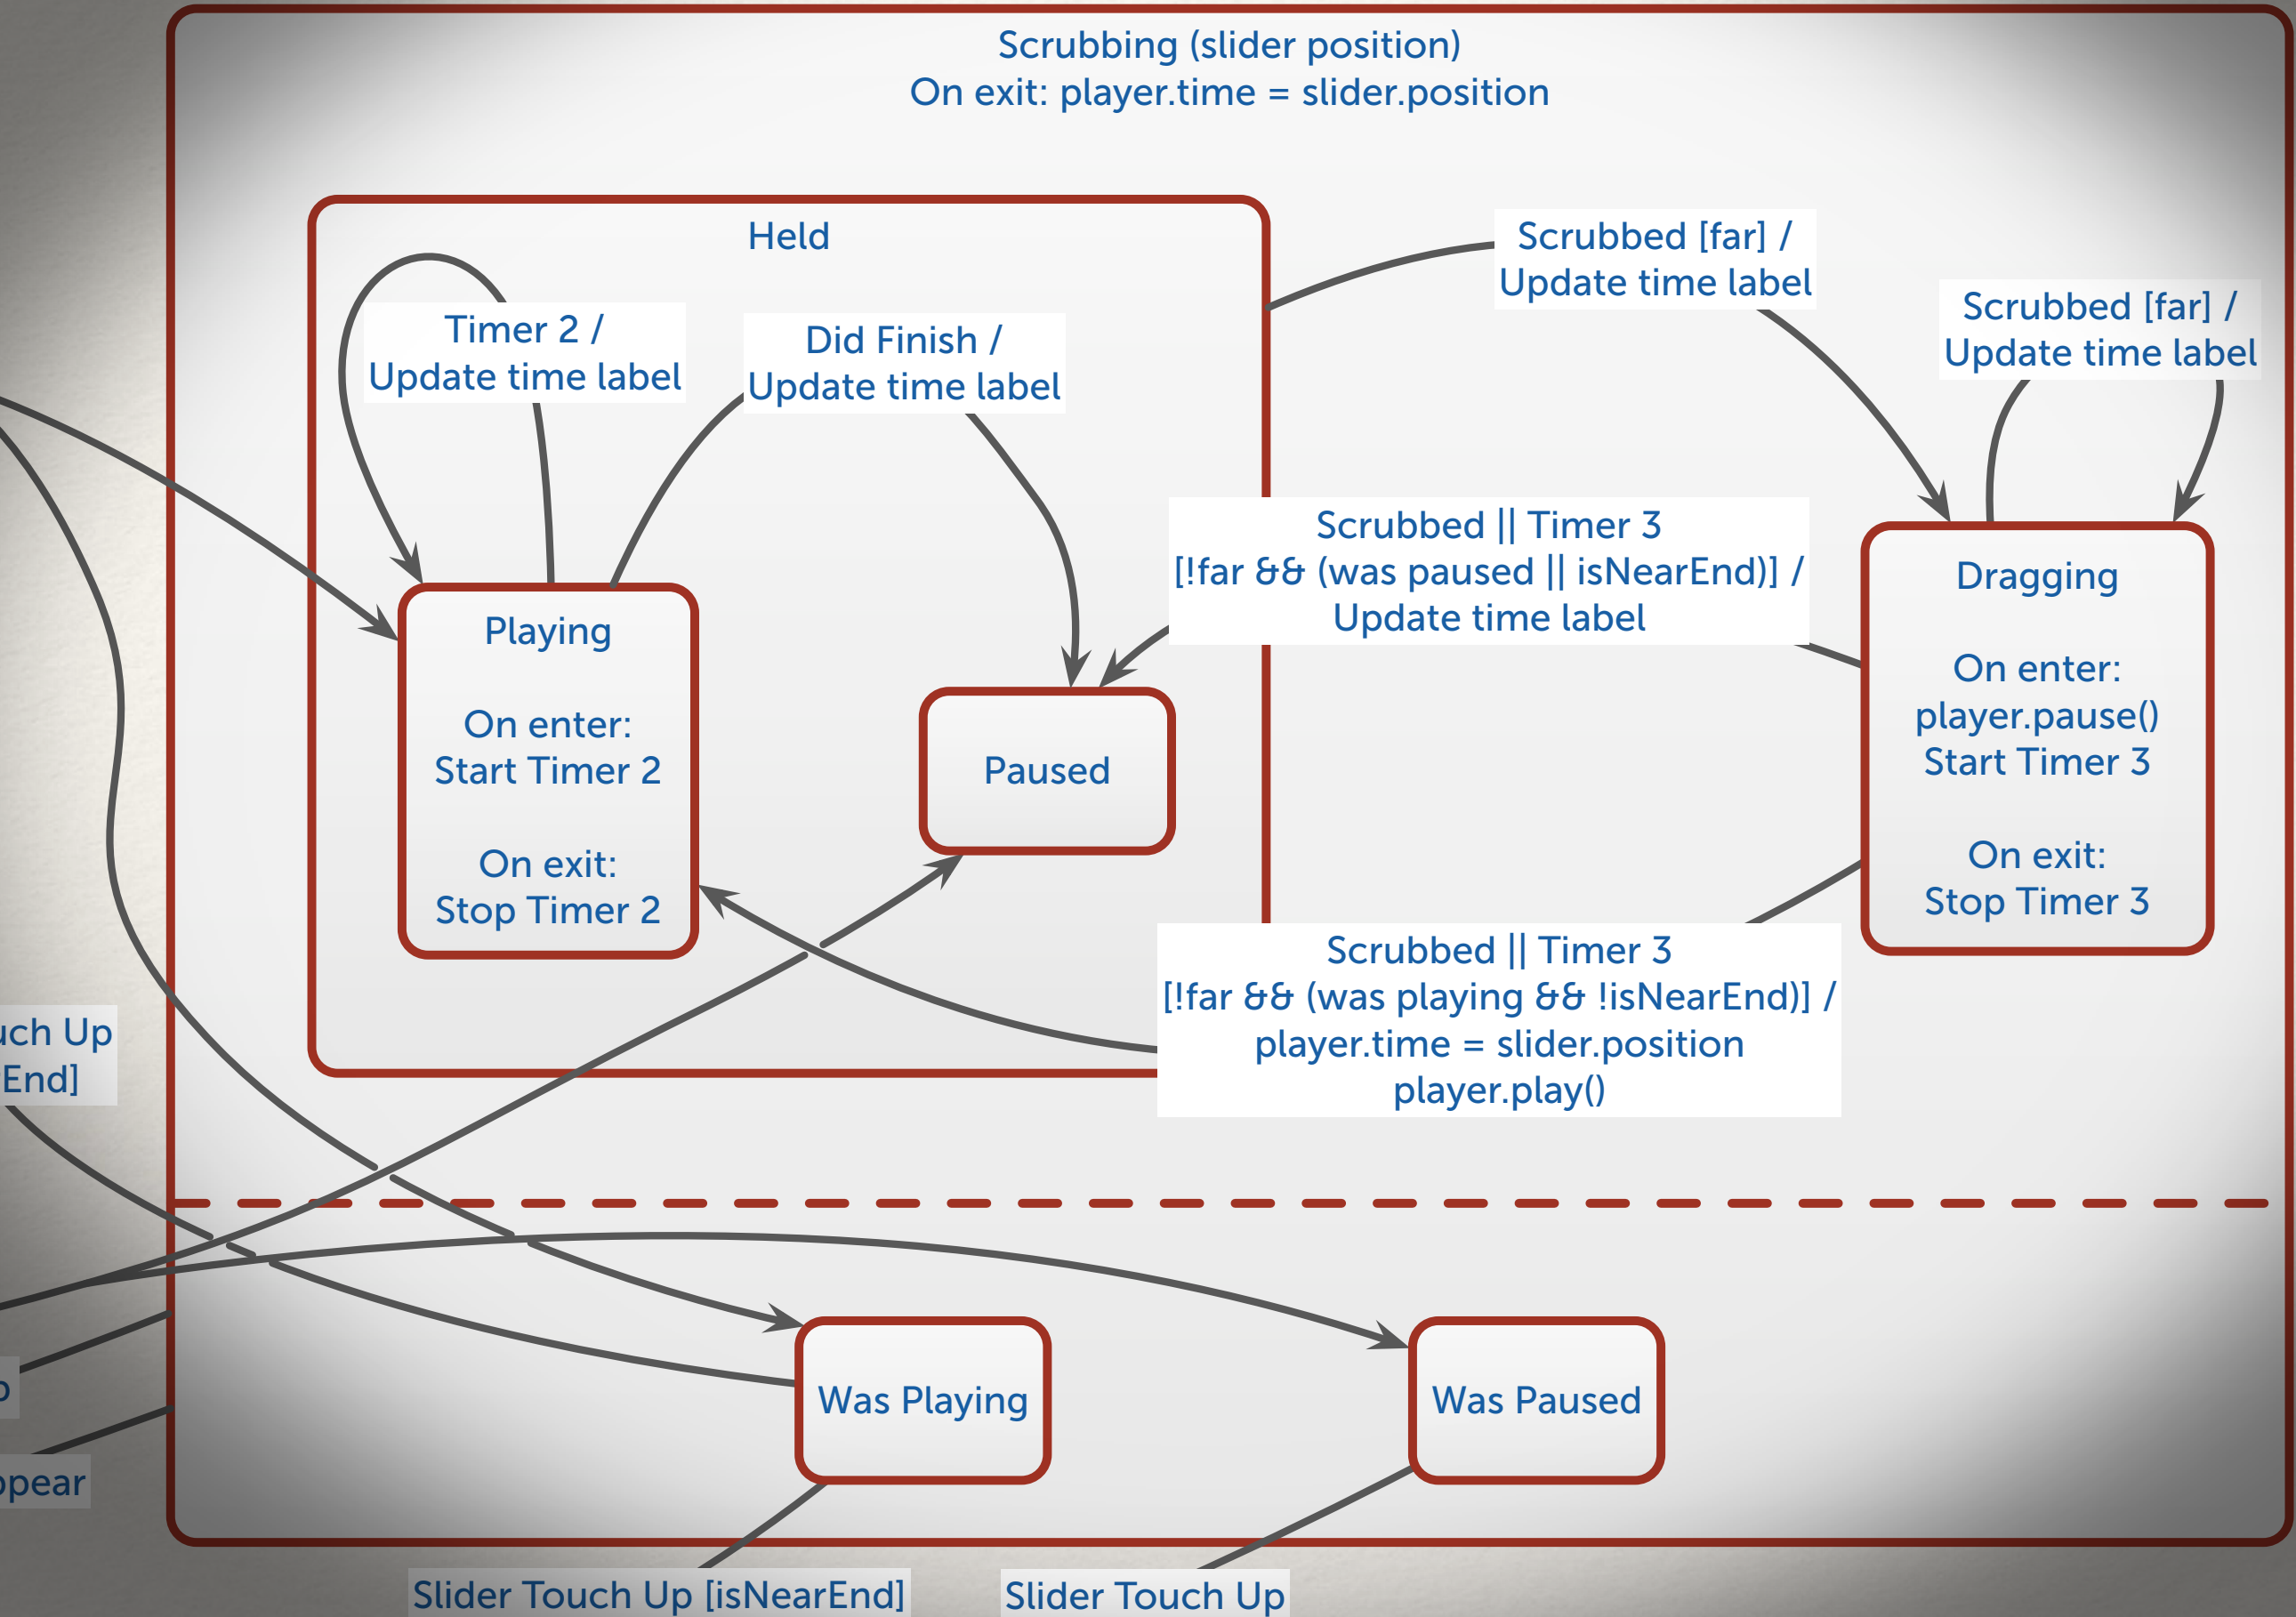 Scrubbing (slider position)
On exit: player.time = slider.position
Held
Scrubbed [far] /
Update time label
Scrubbed [far] /
Update time label
Timer 2 /
Update time label
Did Finish /
Update time label
Scrubbed || Timer 3
[!far && (was paused || isNearEnd)] /
Update time label
Dragging
On enter:
player.pause()
Start Timer 3
On exit:
Stop Timer 3
Playing
On enter:
Start Timer 2
On exit:
Stop Timer 2
Paused
Scrubbed || Timer 3
[!far && (was playing && !isNearEnd)] /
player.time = slider.position
player.play()
Up
End]
Was Playing
Was Paused
Slider Touch Up [isNearEnd]
Slider Touch Up